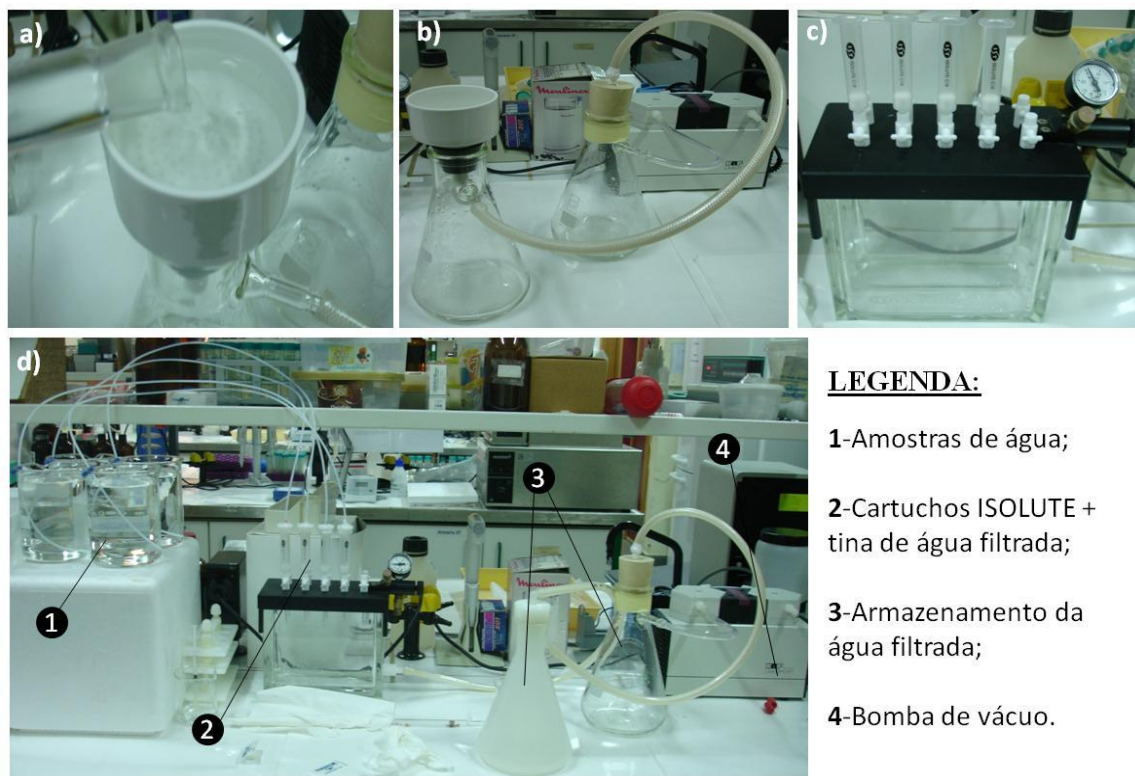 a)
b)
c)
Moulinex
d)
1
2
3
4
LEGENDA:
1-Amostras de água;
2-Cartuchos ISOLUTE +
tina de água filtrada;
3-Armazenamento da
água filtrada;
4-Bomba de vácuo.